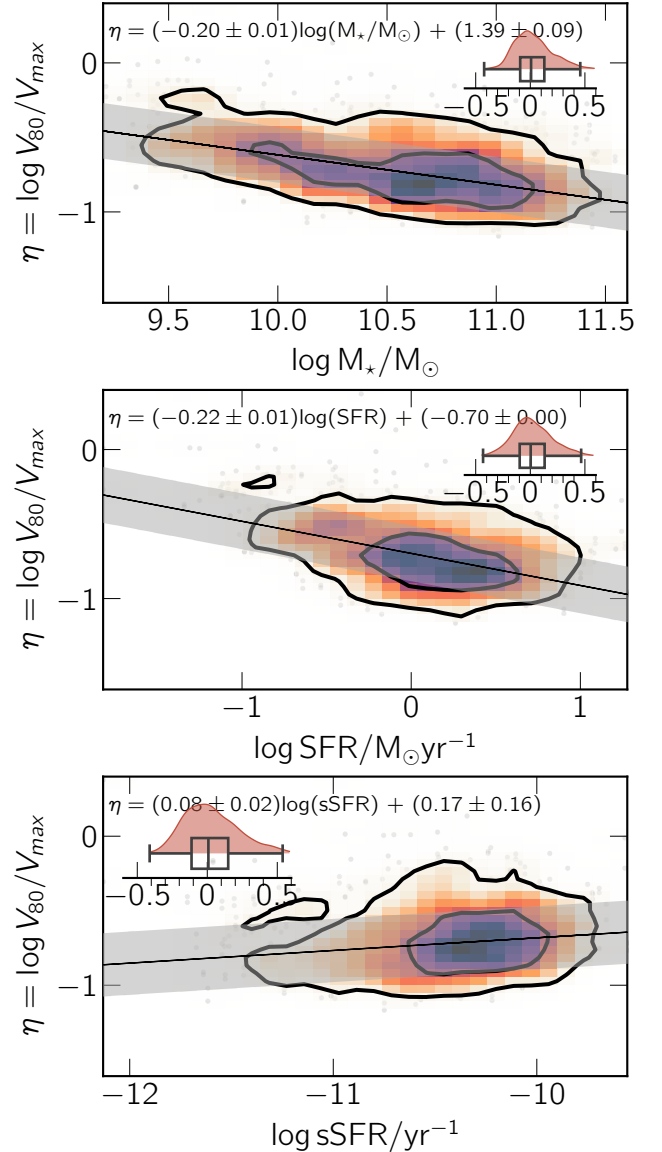 η = (−0.20 ± 0.01)log(M⋆/M⊙) + (1.39 ± 0.09)
0
−1
−0.5 0 0.5
η = log V₈₀/Vₘₐₓ
9.5 10.0 10.5 11.0 11.5
log M⋆/M⊙
η = (−0.22 ± 0.01)log(SFR) + (−0.70 ± 0.00)
0
−1
−0.5 0 0.5
η = log V₈₀/Vₘₐₓ
−1 0 1
log SFR/M⊙yr⁻¹
η = (0.08 ± 0.02)log(sSFR) + (0.17 ± 0.16)
0
−1
−0.5 0 0.5
η = log V₈₀/Vₘₐₓ
−12 −11 −10
log sSFR/yr⁻¹